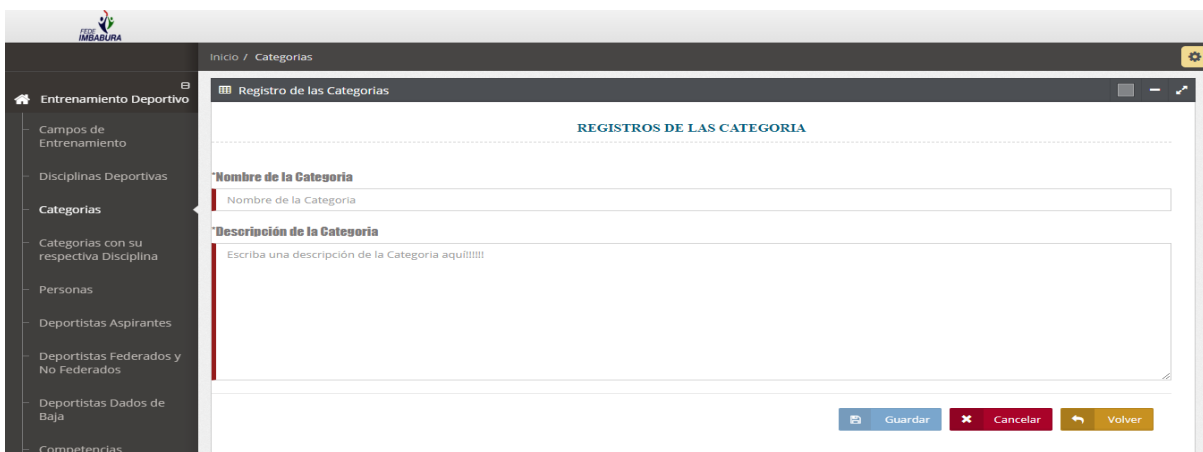 FEDE
IMBABURA
Inicio / Categorias
Entrenamiento Deportivo
Campos de
Entrenamiento
Disciplinas Deportivas
Categorias
Categorias con su
respectiva Disciplina
Personas
Deportistas Aspirantes
Deportistas Federados y
No Federados
Deportistas Dados de
Baja
Competencias
Registro de las Categorias
REGISTROS DE LAS CATEGORIA
*Nombre de la Categoria
Nombre de la Categoria
*Descripción de la Categoria
Escriba una descripción de la Categoria aquí!!!!!!
Guardar
Cancelar
Volver